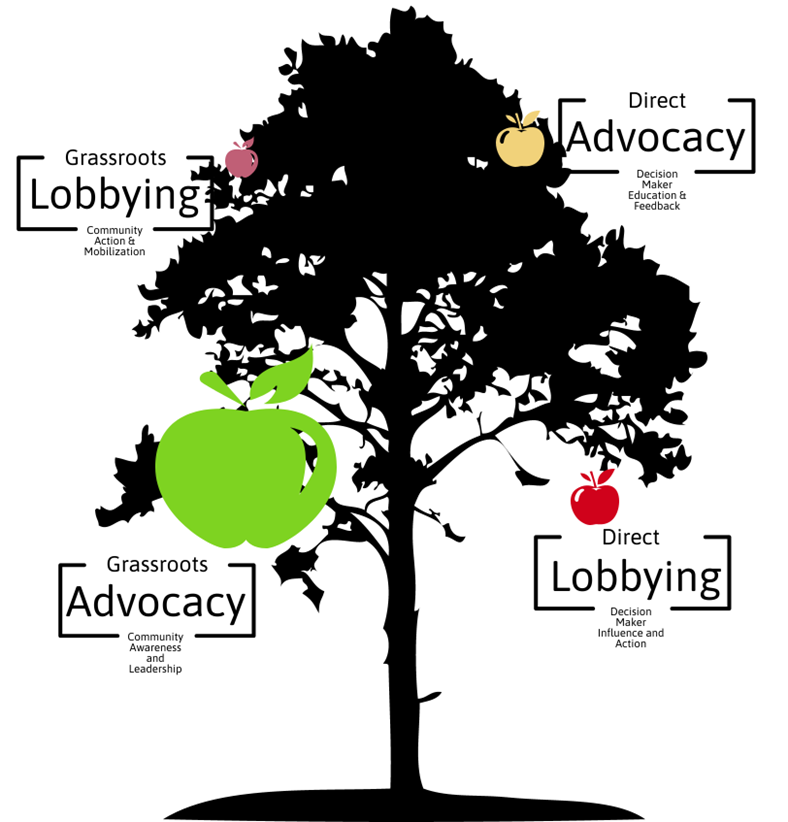 Direct
Advocacy
Decision
Maker
Education &
Feedback
Grassroots
Lobbying
Community
Action &
Mobilization
Direct
Lobbying
Decision
Maker
Influence and
Action
Grassroots
Advocacy
Community
Awareness
and
Leadership